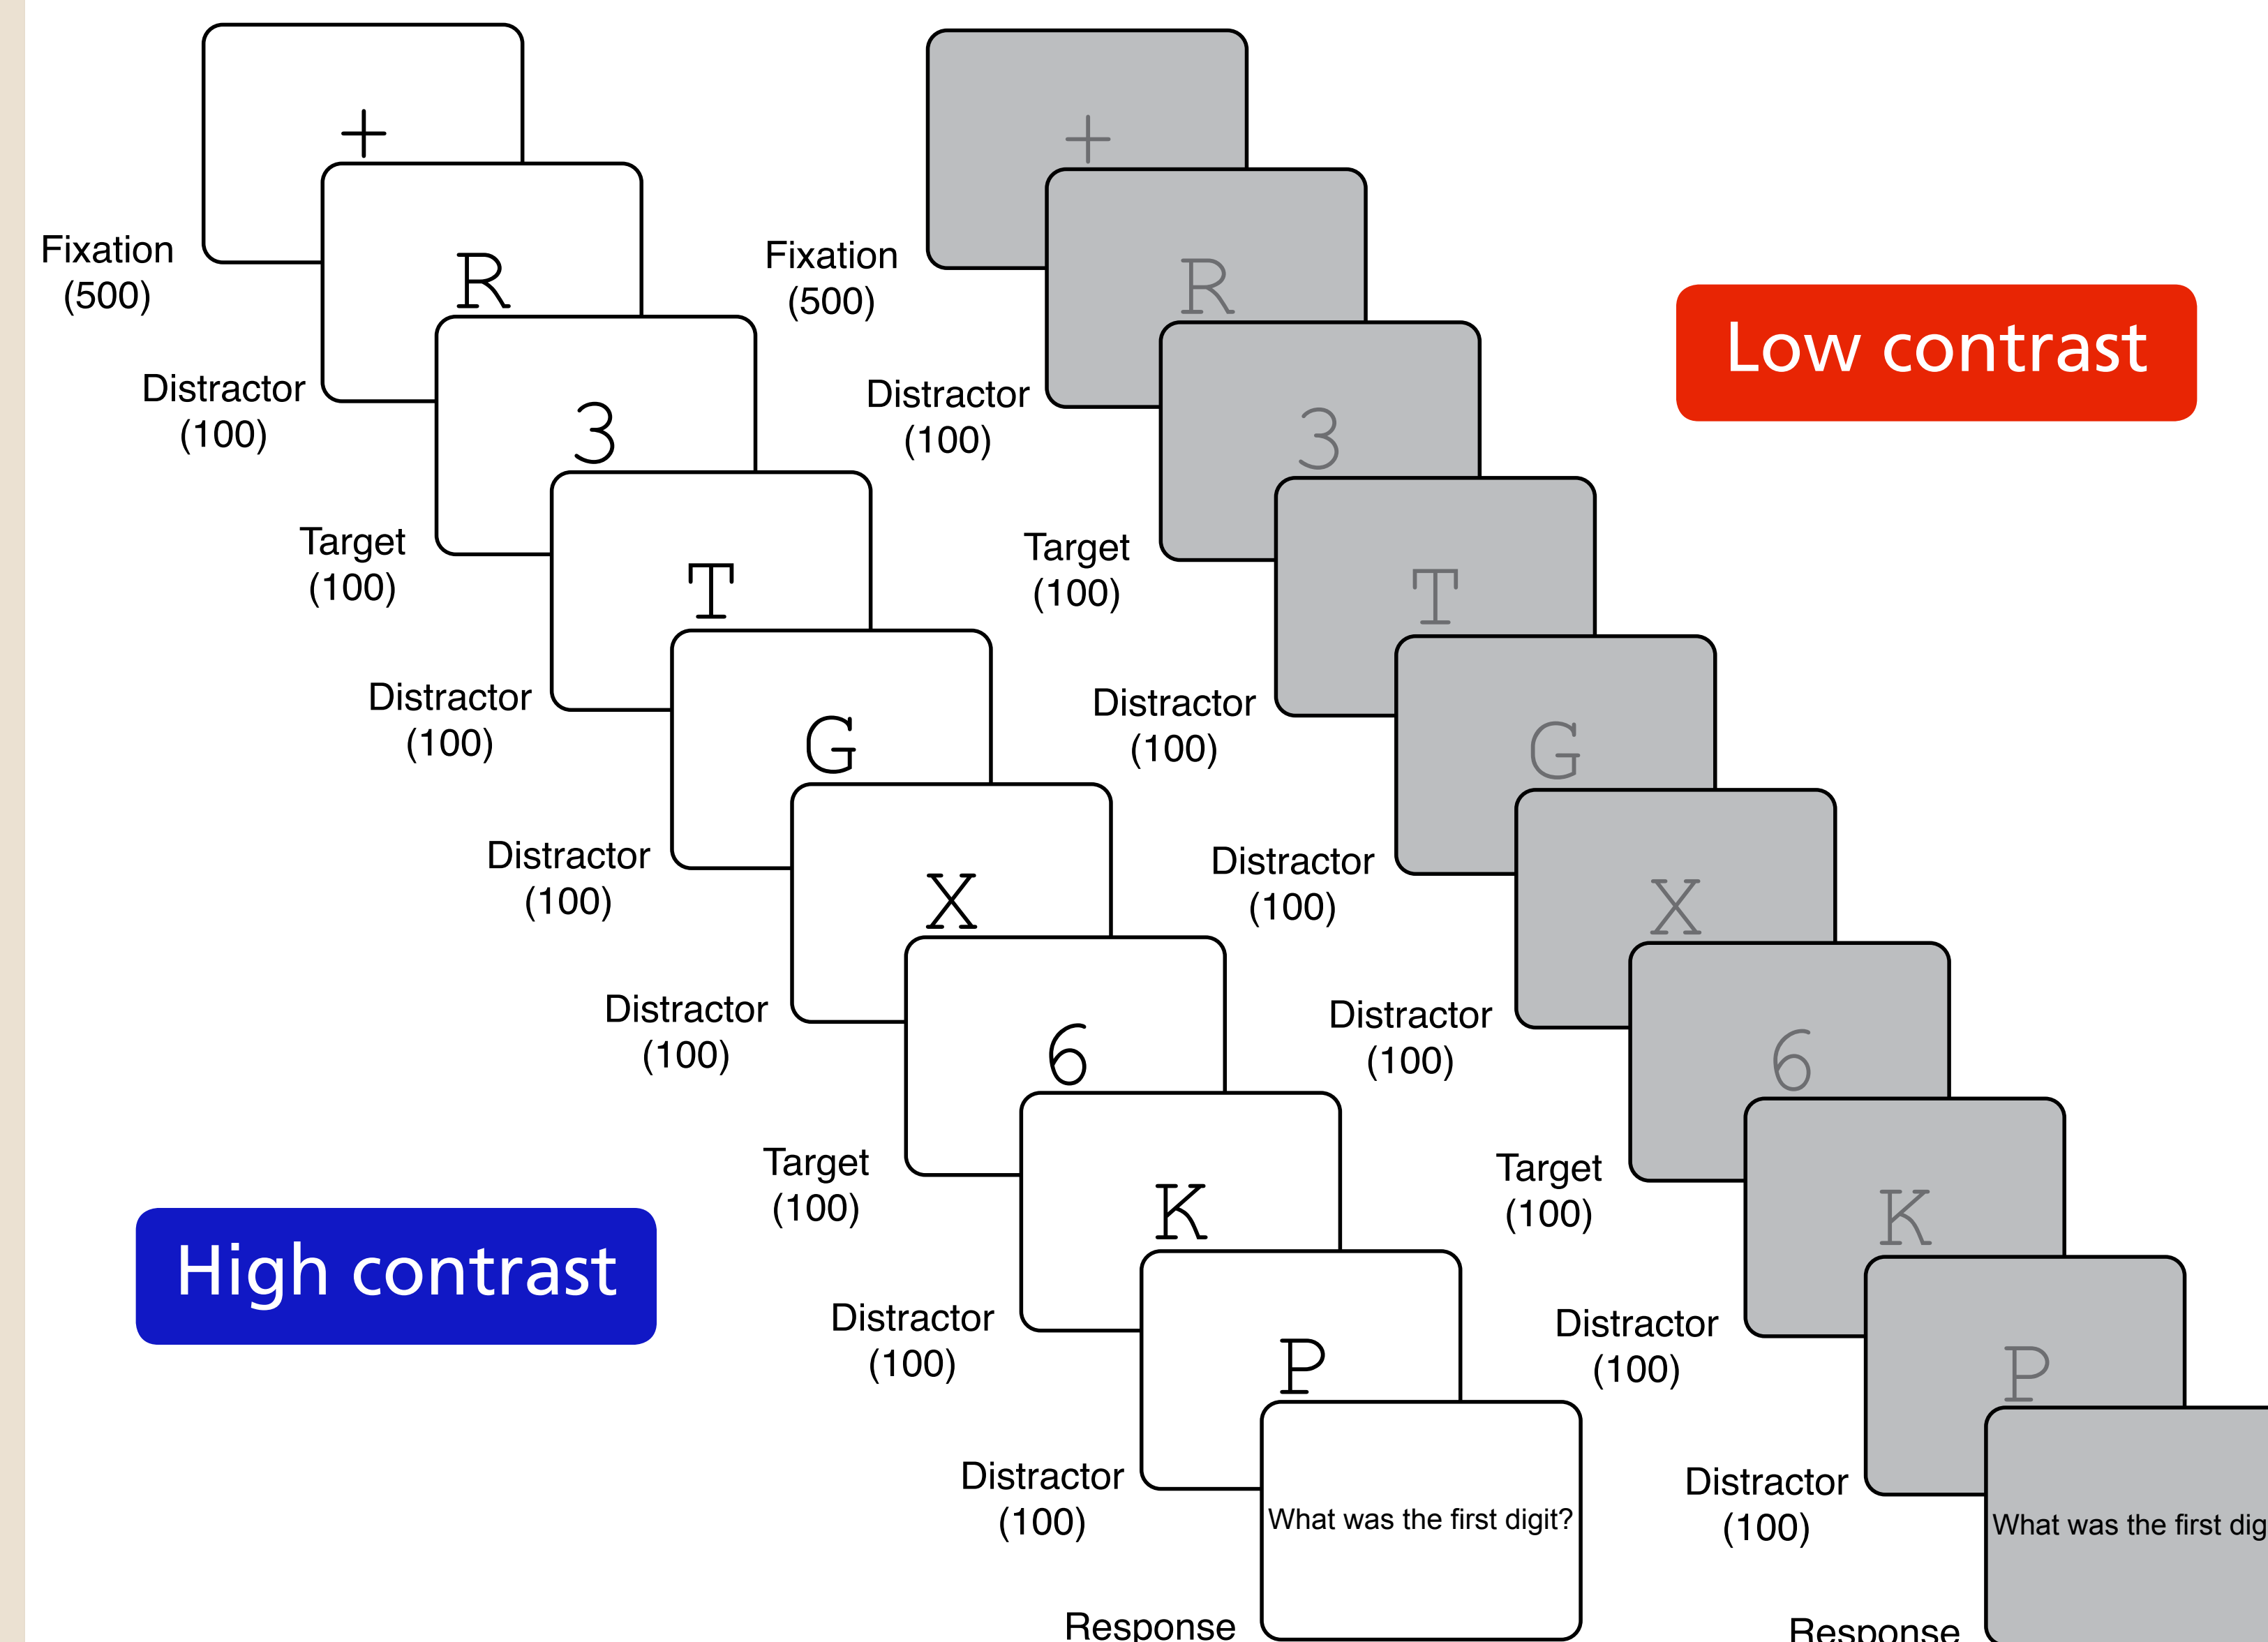 +
R
Fixation
(500)
3
Distractor
(100)
T
Target
(100)
G
Distractor
(100)
X
Distractor
(100)
6
Distractor
(100)
K
Target
(100)
P
Distractor
(100)
What was the first digit?
Distractor
(100)
Response
High contrast
+
R
Fixation
(500)
3
Distractor
(100)
T
Target
(100)
G
Distractor
(100)
X
Distractor
(100)
6
Distractor
(100)
K
Target
(100)
P
Distractor
(100)
What was the first dig
Distractor
(100)
Response
Low contrast